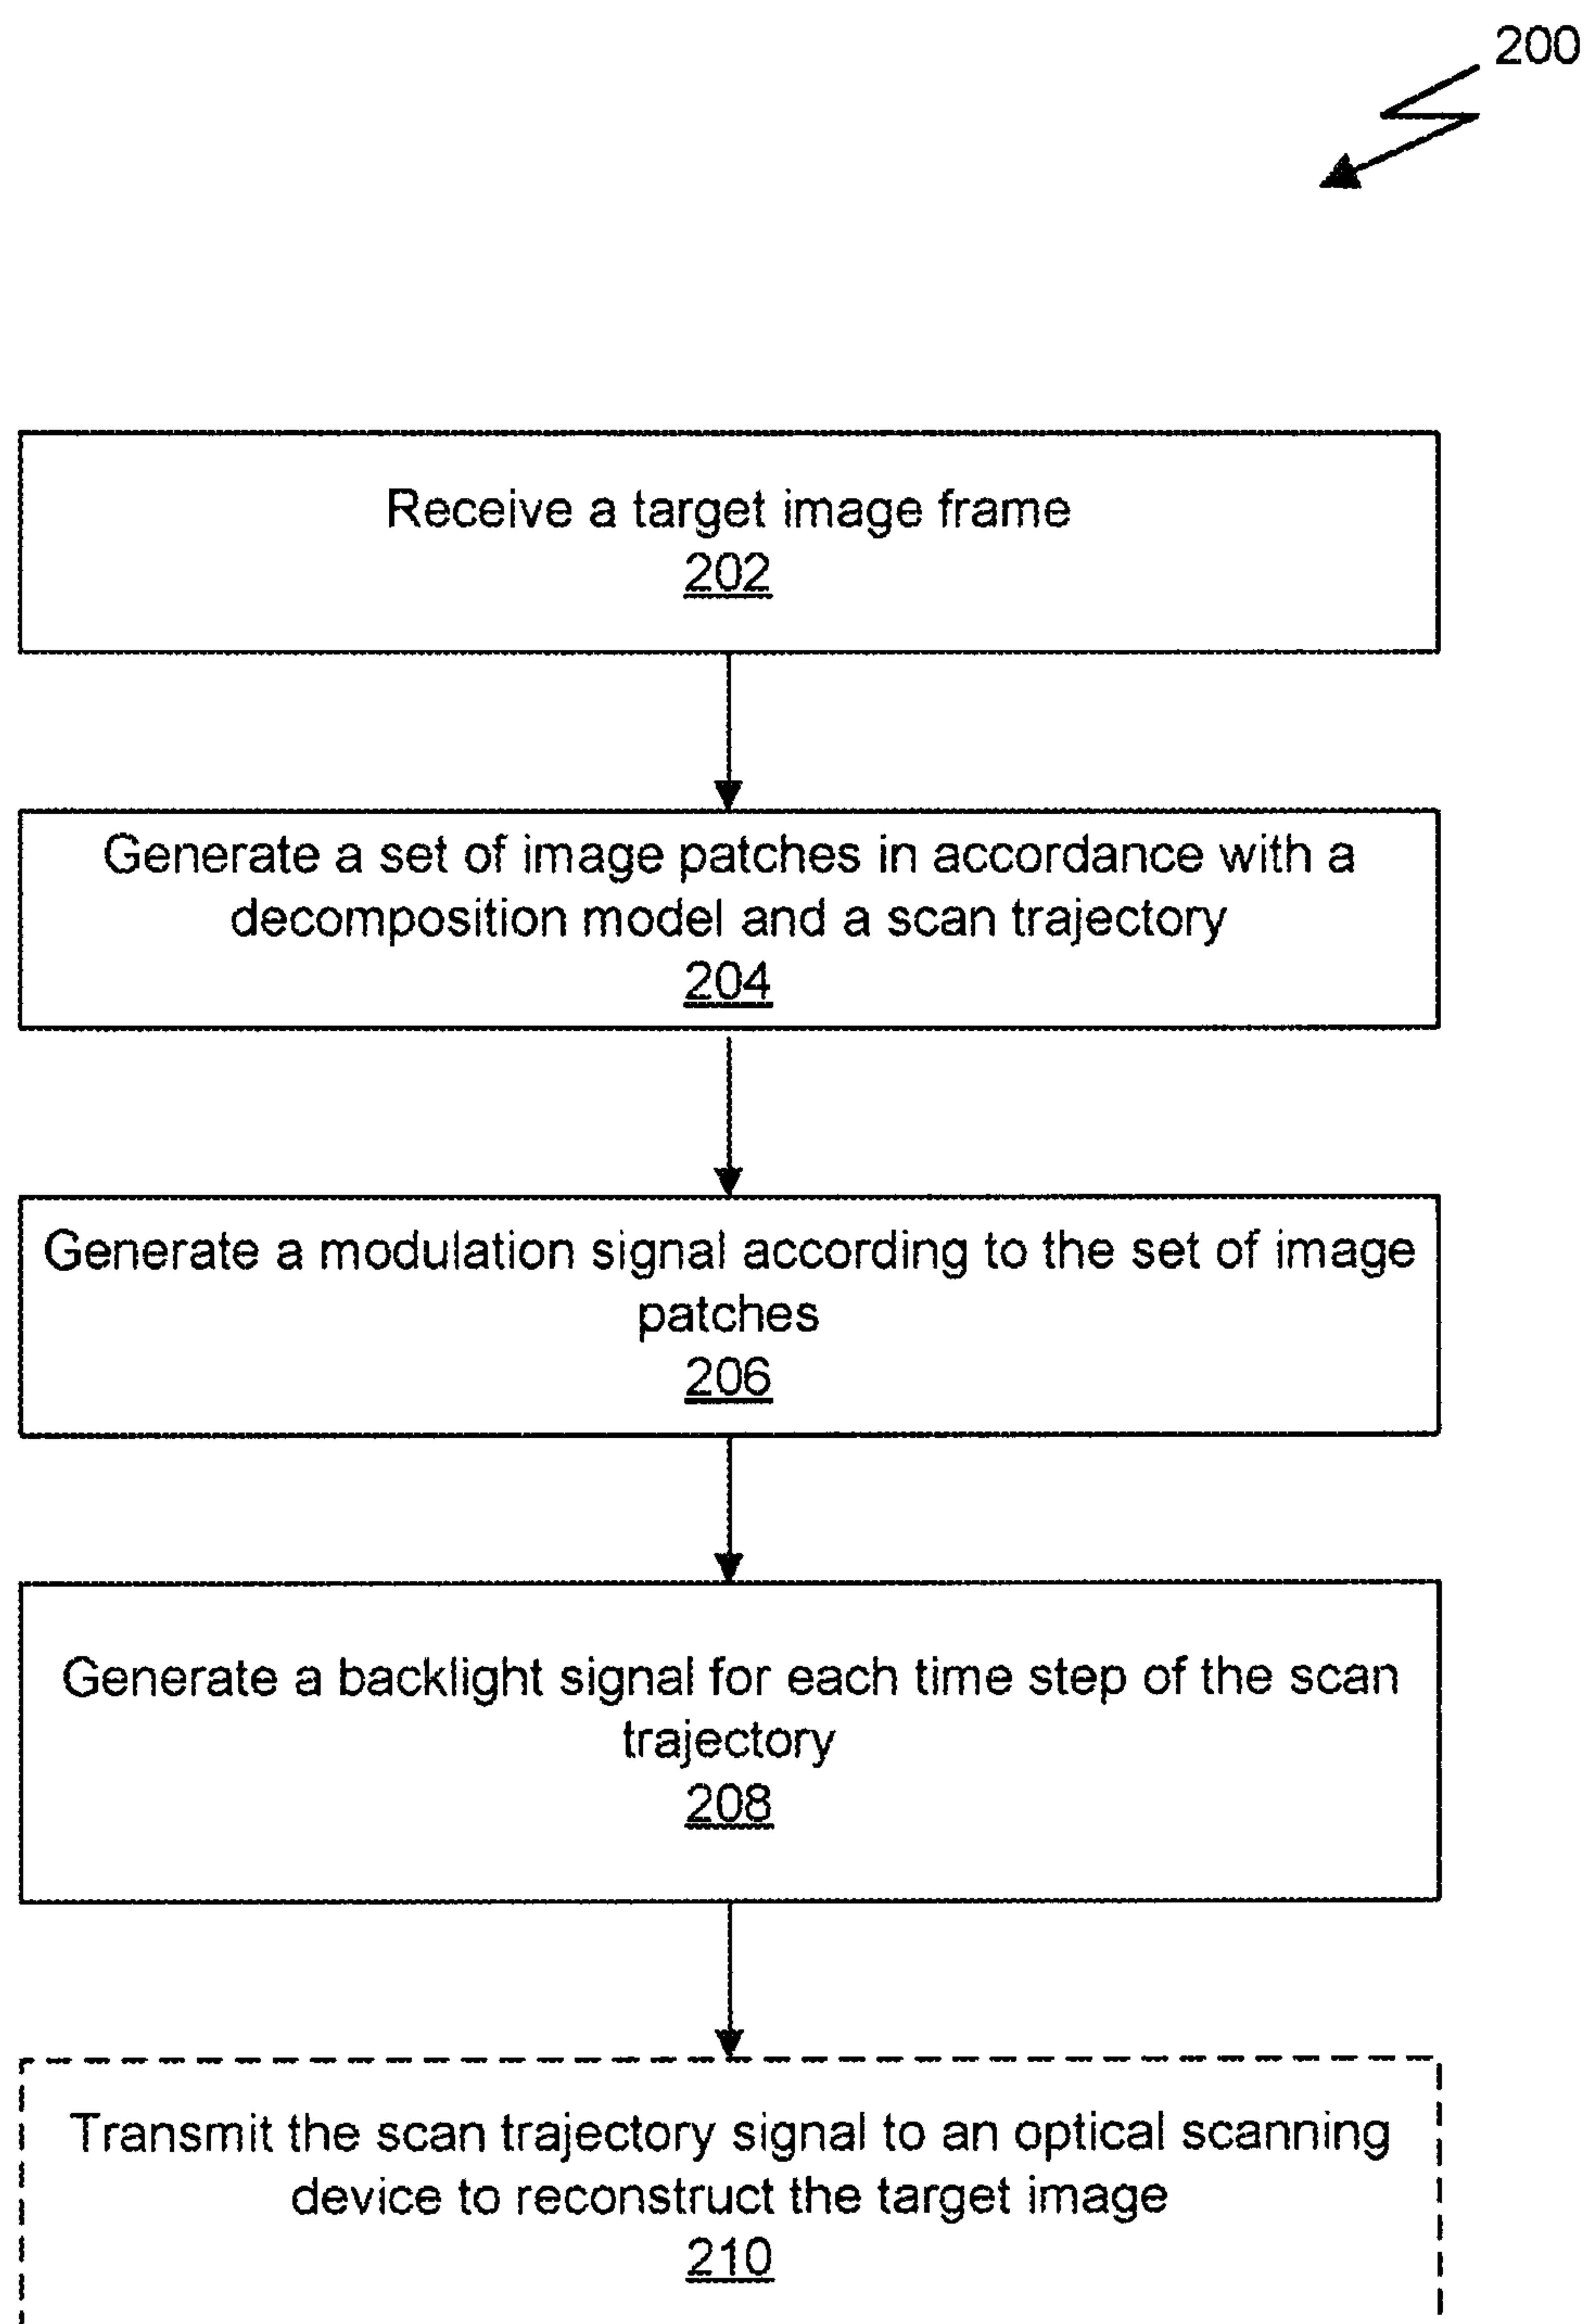 200
Receive a target image frame
202
Generate a set of image patches in accordance with a
decomposition model and a scan trajectory
204
Generate a modulation signal according to the set of image
patches
206
Generate a backlight signal for each time step of the scan
trajectory
208
Transmit the scan trajectory signal to an optical scanning
device to reconstruct the target image
210